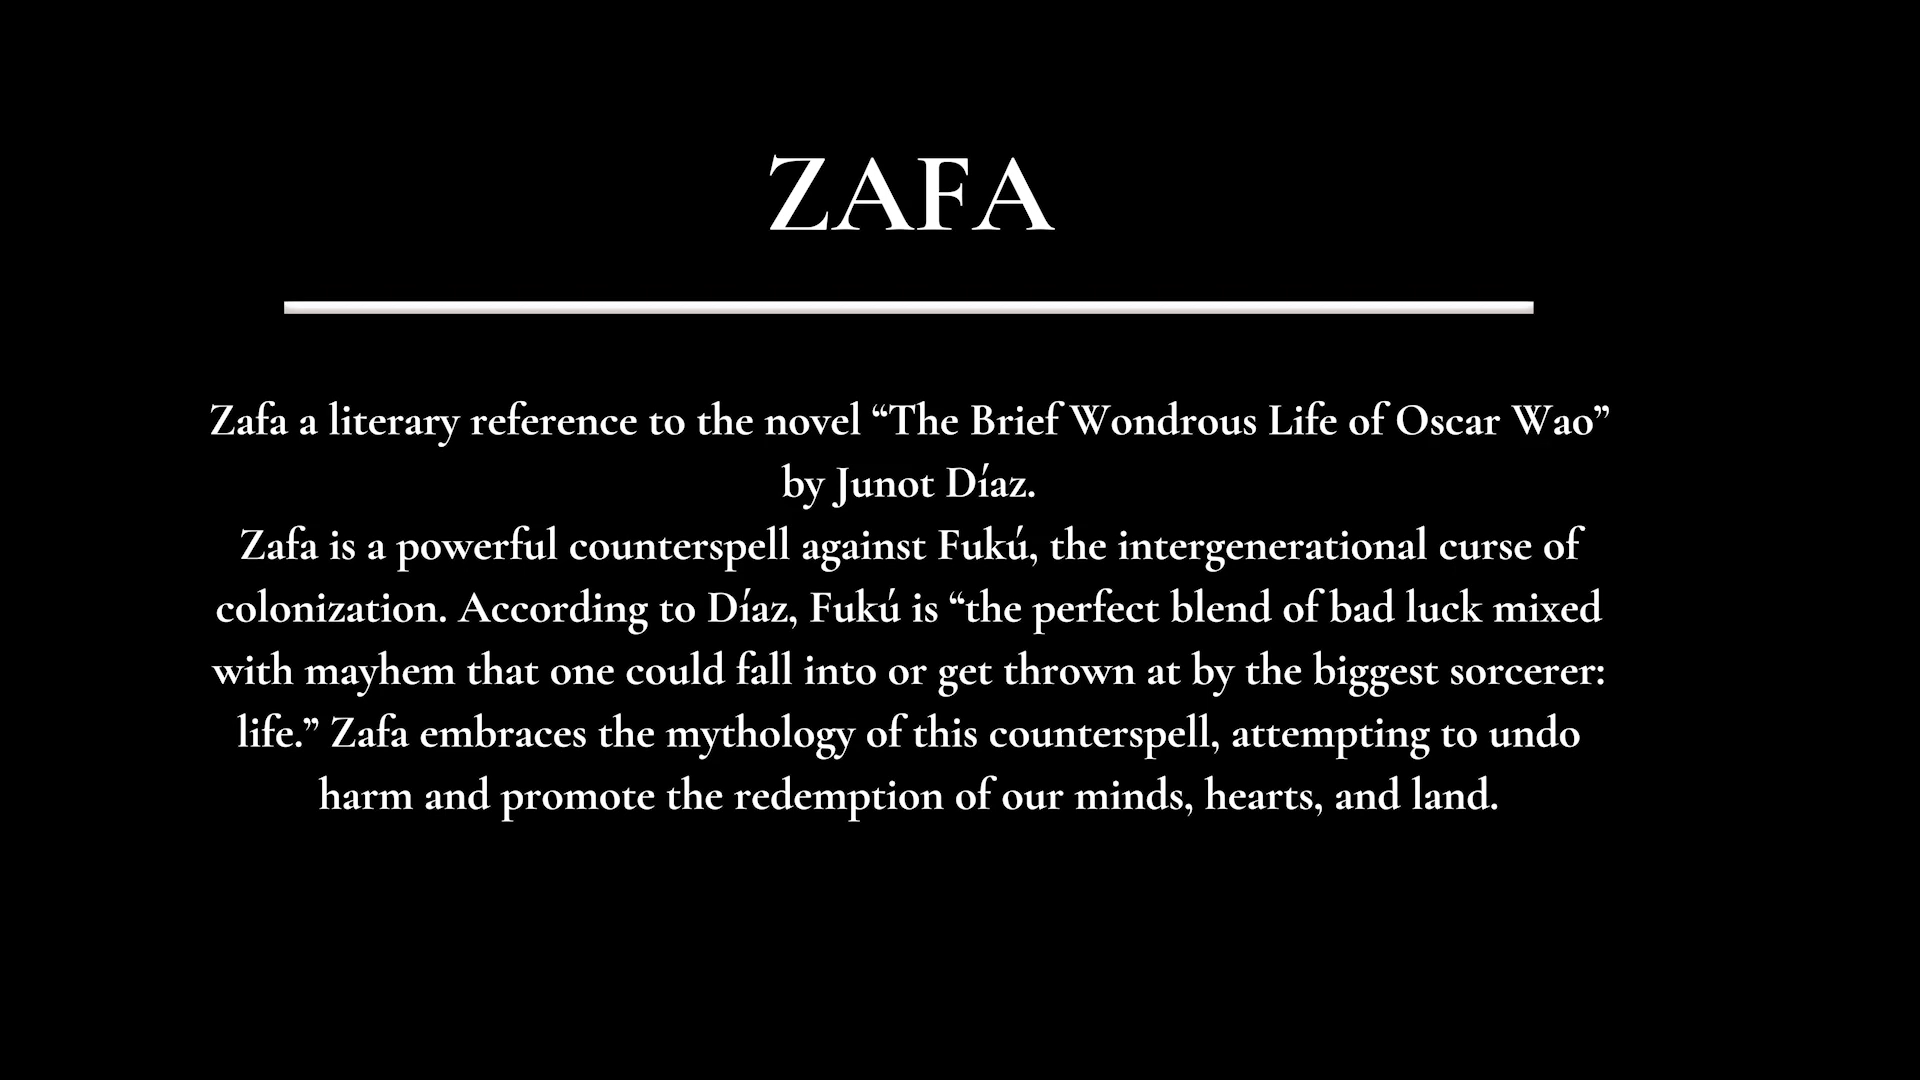 ZAFA
Zafa a literary reference to the novel “The Brief Wondrous Life of Oscar Wao”
by Junot Díaz.
Zafa is a powerful counterspell against Fukú, the intergenerational curse of
colonization. According to Díaz, Fukú is “the perfect blend of bad luck mixed
with mayhem that one could fall into or get thrown at by the biggest sorcerer:
life.” Zafa embraces the mythology of this counterspell, attempting to undo
harm and promote the redemption of our minds, hearts, and land.